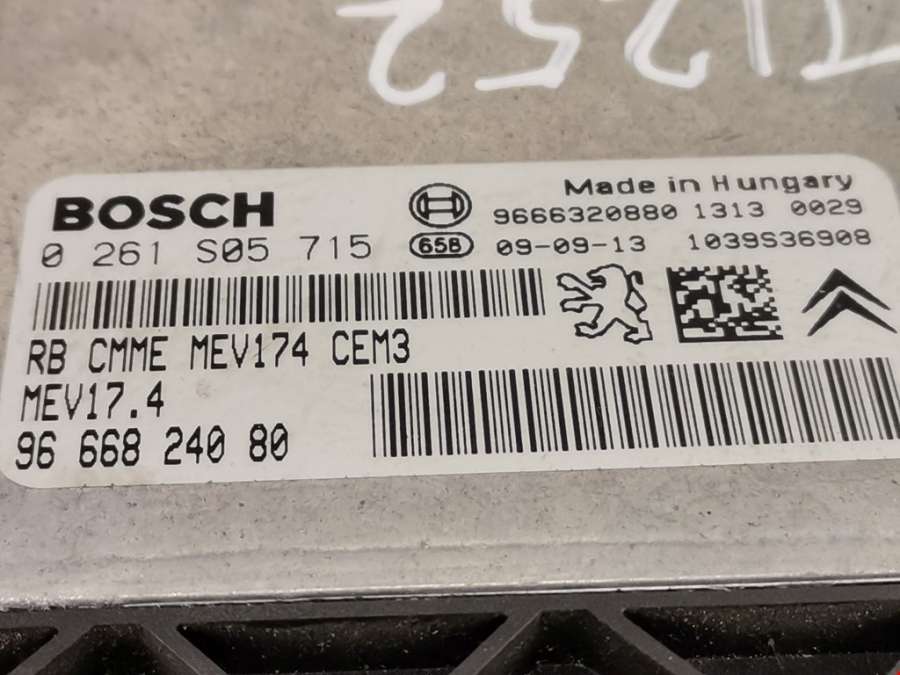 TJ252
BOSCH
0 261 S05 715
658
Made in Hungary
9666320880 1313 0029
09-09-13 1039S36908
RB CMME MEV174 CEM3
MEV17.4
96 668 240 80